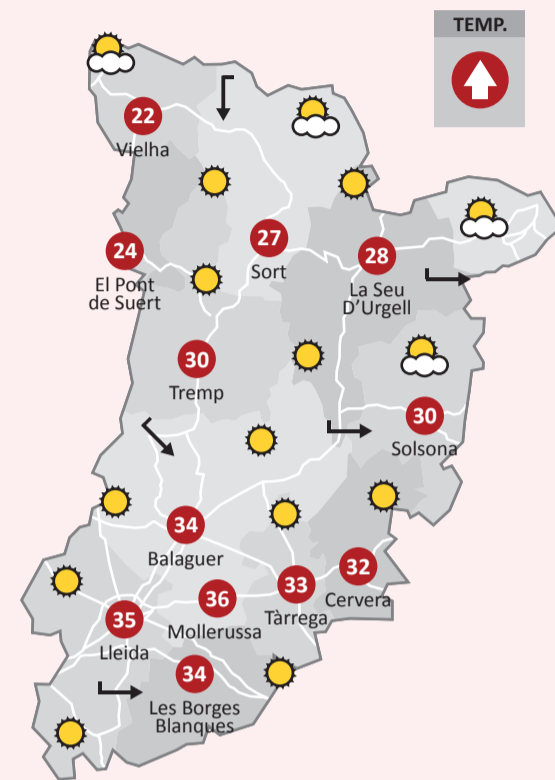 TEMP.
22
Vielha
24
El Pont
de Suert
27
Sort
28
La Seu
D'Urgell
30
Tremp
30
Solsona
34
Balaguer
32
Cervera
33
Tàrrega
36
Mollerussa
35
Lleida
34
Les Borges
Blanques